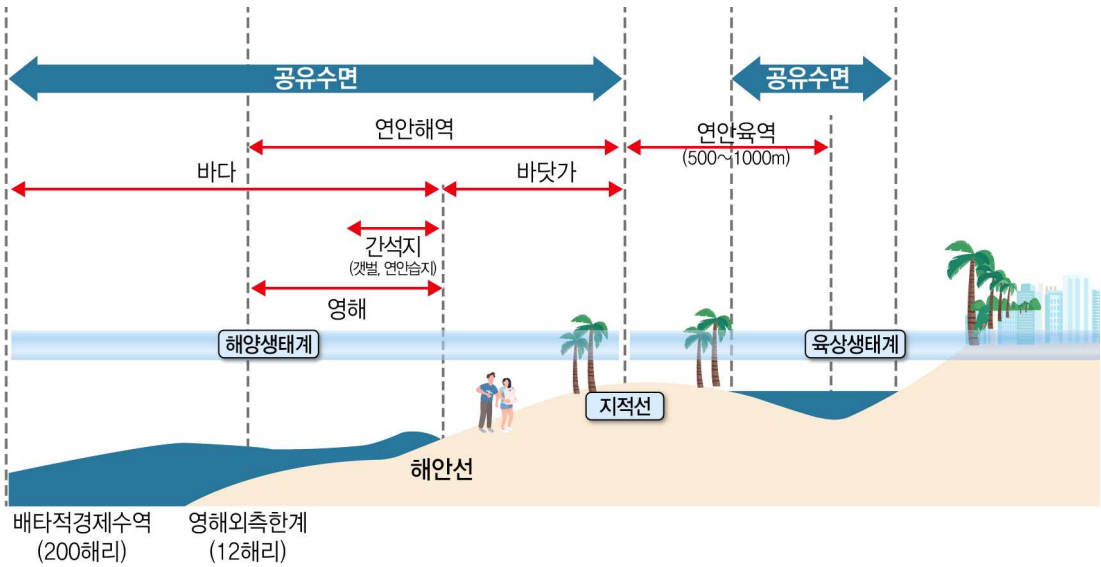 공유수면
공유수면
연안해역
연안육역
(500~1000m)
바다
바닷가
간석지
(갯벌, 연안습지)
영해
해양생태계
육상생태계
지적선
해안선
배타적경제수역
(200해리)
영해외측한계
(12해리)